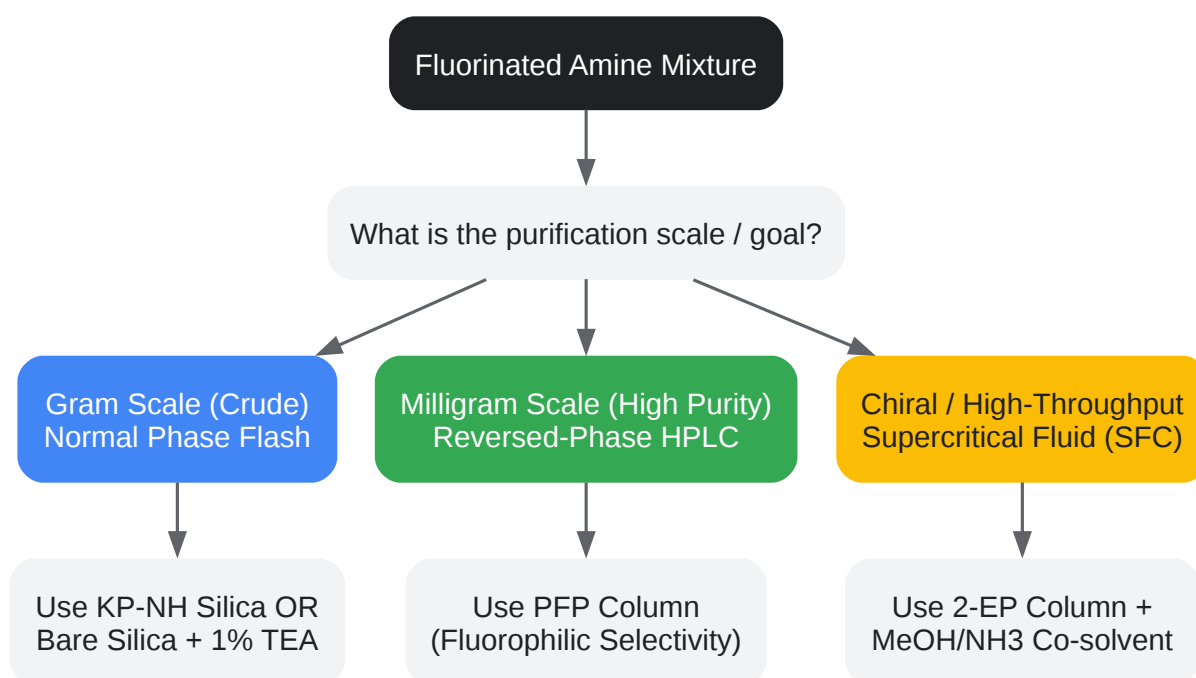 Fluorinated Amine Mixture
What is the purification scale / goal?
Gram Scale (Crude)
Normal Phase Flash
Milligram Scale (High Purity)
Reversed-Phase HPLC
Chiral / High-Throughput
Supercritical Fluid (SFC)
Use KP-NH Silica OR
Bare Silica + 1% TEA
Use PFP Column
(Fluorophilic Selectivity)
Use 2-EP Column +
MeOH/NH3 Co-solvent